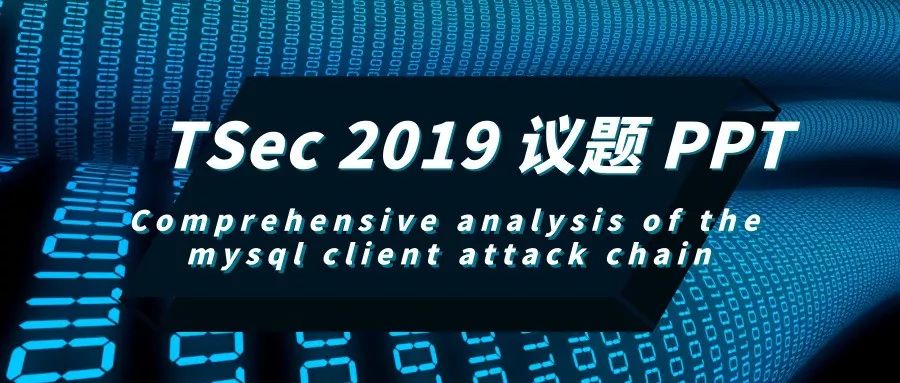 TSec 2019 议题 PPT
Comprehensive analysis of the
mysql client attack chain